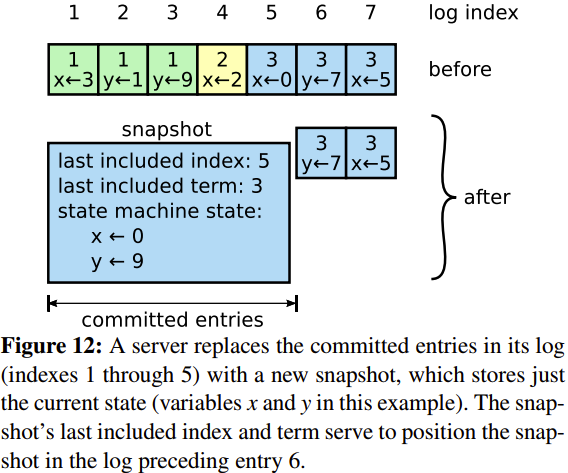 1 2 3 4 5 6 7 log index
1 1 1 2 3 3 3
x←3 y←1 y←9 x←2 x←0 y←7 x←5
before
snapshot
3 3
y←7 x←5
last included index: 5
last included term: 3
state machine state:
x ← 0
y ← 9
after
committed entries
Figure 12: A server replaces the committed entries in its log
(indexes 1 through 5) with a new snapshot, which stores just
the current state (variables x and y in this example). The snap-
shot's last included index and term serve to position the snap-
shot in the log preceding entry 6.